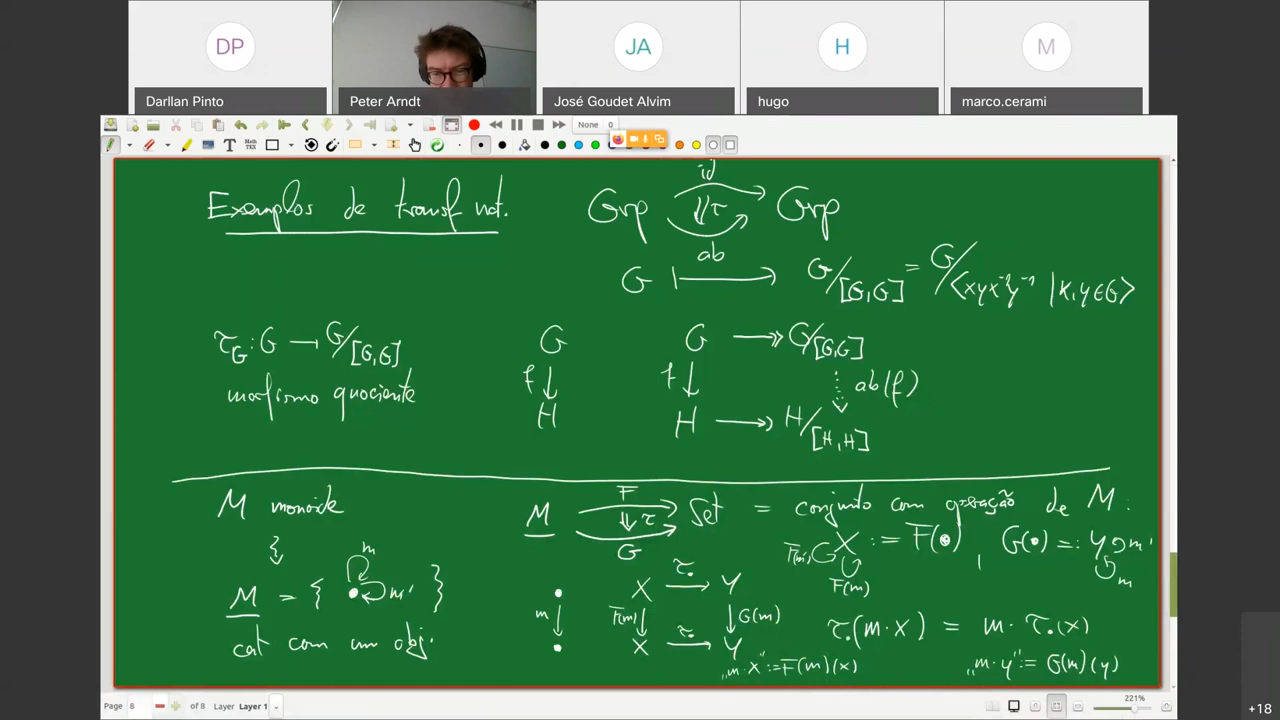 DP
JA
H
M
Darllan Pinto
Peter Arndt
José Goudet Alvim
hugo
marco.cerami
None 0
Exemplos de transf nat.
Grp id ⇓τ ab Grp
G ⟼ G/[G,G] = G/<xyx⁻¹y⁻¹ | x,y∈G>
τ_G : G → G/[G,G]
morfismo quociente
G f ↓ H
G ↠ G/[G,G]
f ↓ ab(f)
H ↠ H/[H,H]
M monoide
M F ⇓τ G Set = conjunto com ação de M :
F(m') X := F(•) , G(•) =: Y m'
F(m) m
M = { m • m' }
cat com um obj.
• m ↓ •
X τ. → Y
F(m) ↓ ↓ G(m)
X τ. → Y
τ.(m·x) = m·τ.(x)
„m·x" := F(m)(x)
„m·y" := G(m)(y)
Page 8 of 8 Layer Layer 1
221%
+18